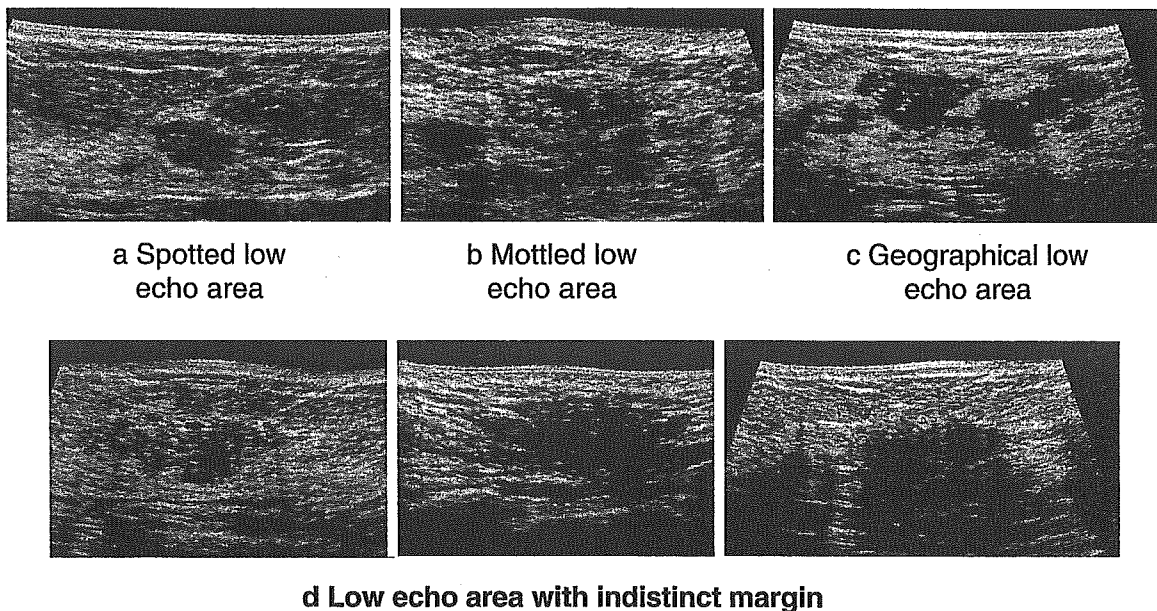 a Spotted low
echo area
b Mottled low
echo area
c Geographical low
echo area
d Low echo area with indistinct margin